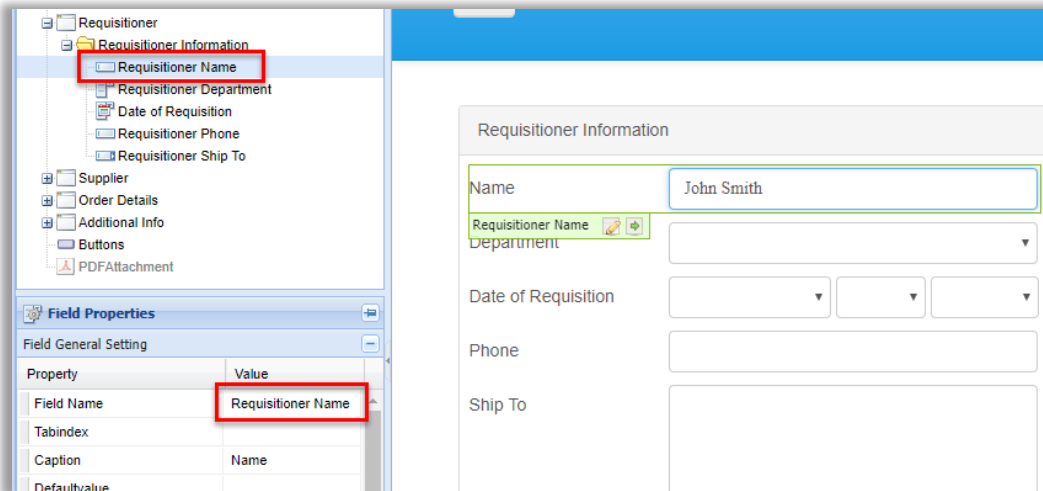 Requisitioner
Requisitioner Information
Requisitioner Name
Requisitioner Department
Date of Requisition
Requisitioner Phone
Requisitioner Ship To
Supplier
Order Details
Additional Info
Buttons
PDFAttachment
Field Properties
Field General Setting
Property Value
Field Name Requisitioner Name
Tabindex
Caption Name
Defaultvalue
Requisitioner Information
Name John Smith
Requisitioner Name
Department
Date of Requisition
Phone
Ship To